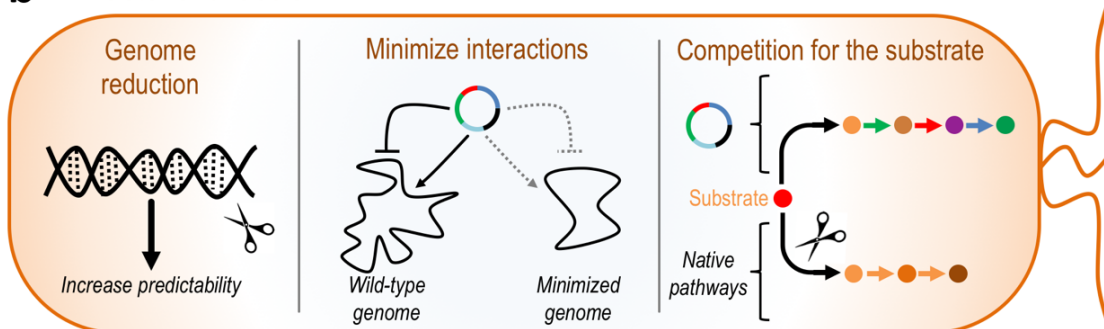 Genome
reduction
Increase predictability
Minimize interactions
Wild-type
genome
Minimized
genome
Competition for the substrate
Substrate
Native
pathways